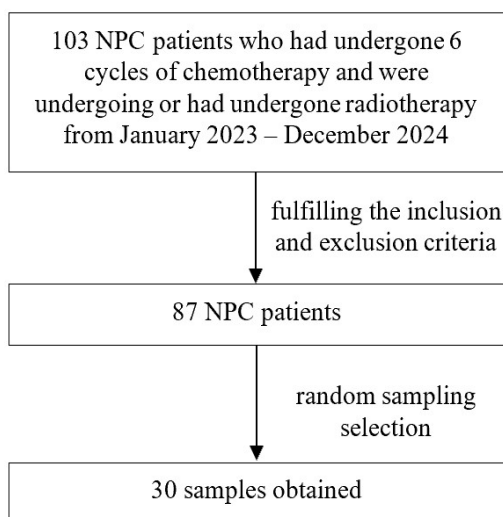 103 NPC patients who had undergone 6
cycles of chemotherapy and were
undergoing or had undergone radiotherapy
from January 2023 – December 2024
fulfilling the inclusion
and exclusion criteria
87 NPC patients
random sampling
selection
30 samples obtained